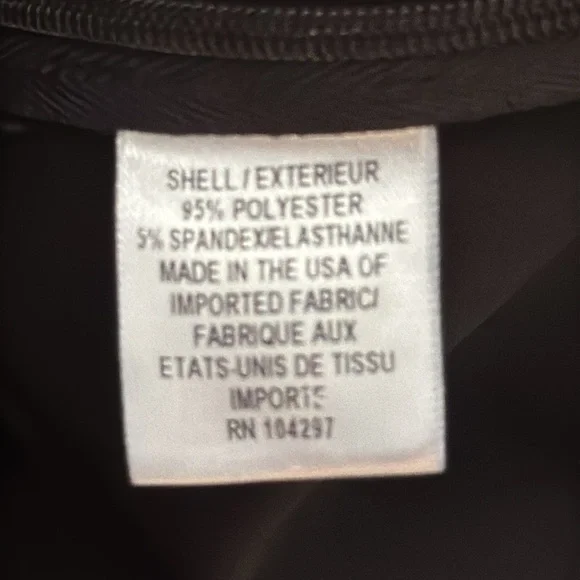 SHELL / EXTERIEUR
95% POLYESTER
5% SPANDEX/ELASTHANNE
MADE IN THE USA OF
IMPORTED FABRIC/
FABRIQUE AUX
ETATS-UNIS DE TISSU
IMPORTE
RN 104297